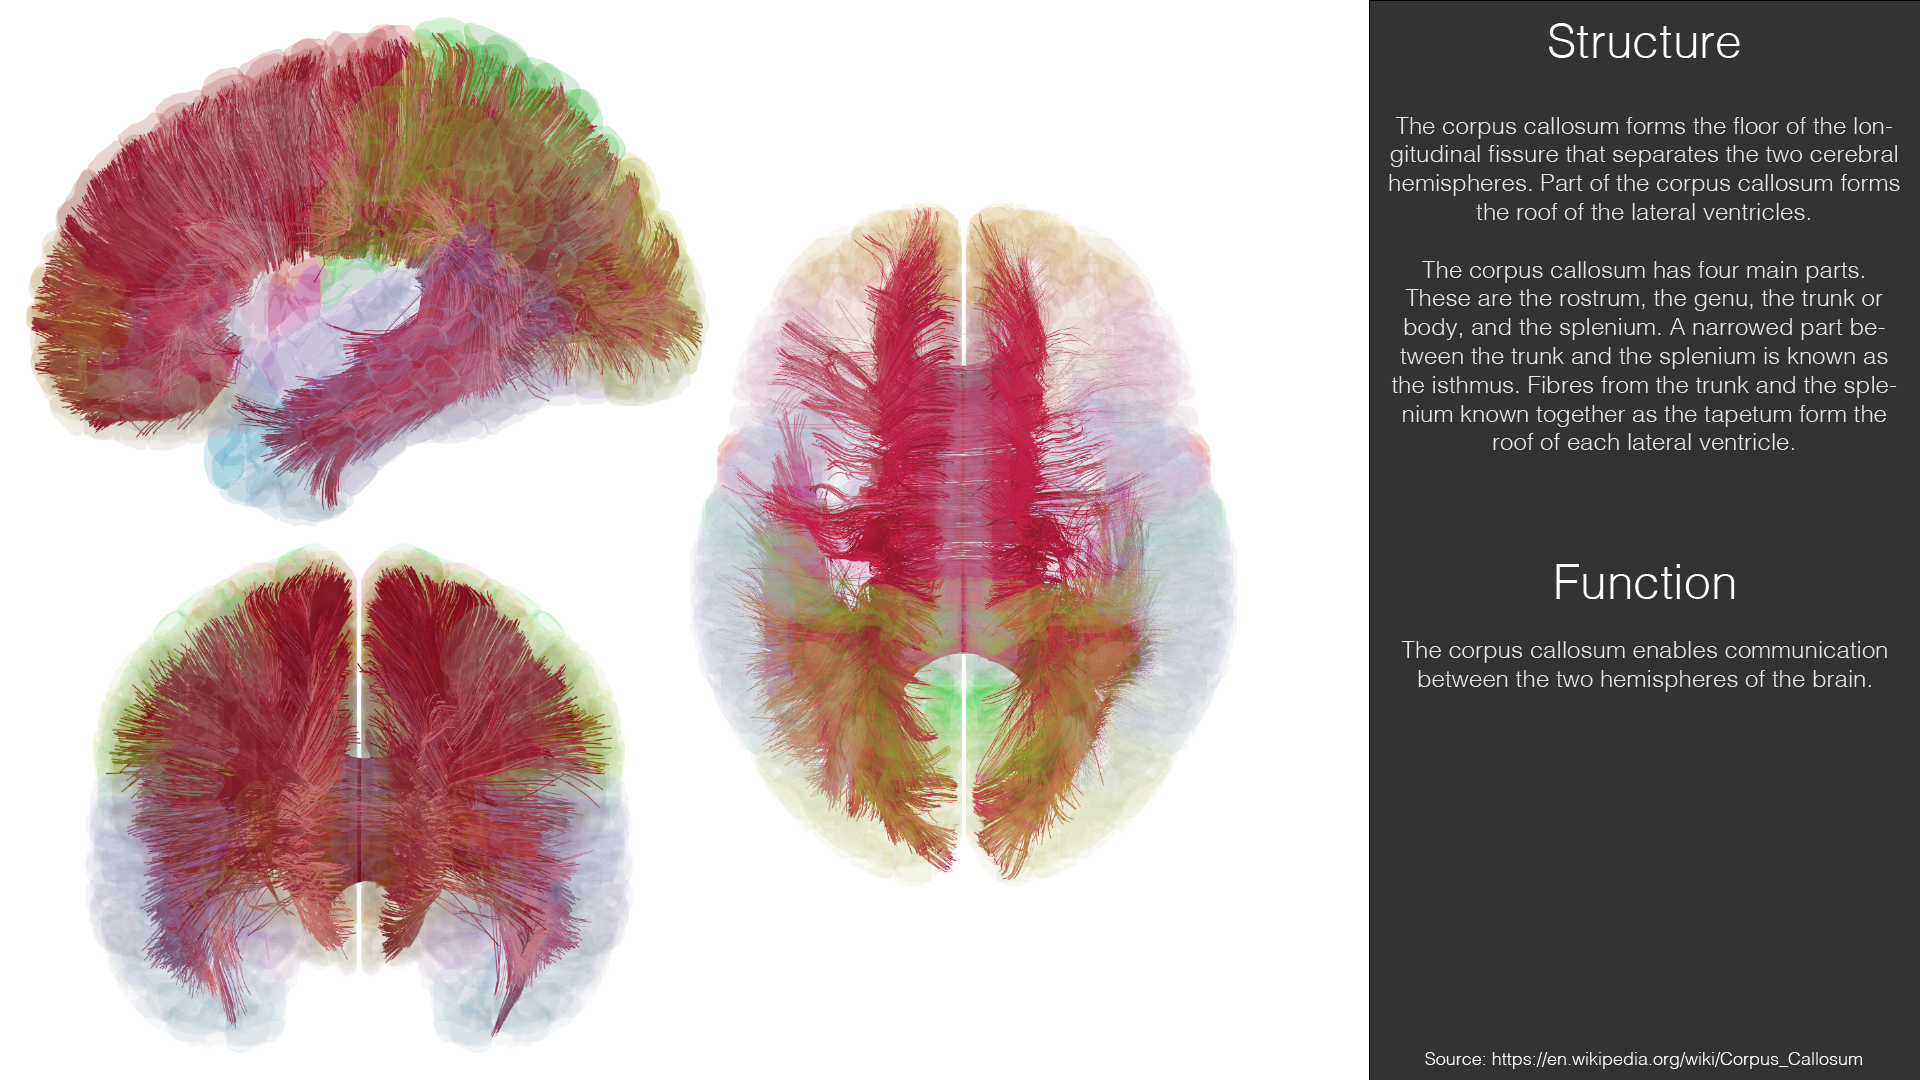 Structure
The corpus callosum forms the floor of the lon-
gitudinal fissure that separates the two cerebral
hemispheres. Part of the corpus callosum forms
the roof of the lateral ventricles.
The corpus callosum has four main parts.
These are the rostrum, the genu, the trunk or
body, and the splenium. A narrowed part be-
tween the trunk and the splenium is known as
the isthmus. Fibres from the trunk and the sple-
nium known together as the tapetum form the
roof of each lateral ventricle.
Function
The corpus callosum enables communication
between the two hemispheres of the brain.
Source: https://en.wikipedia.org/wiki/Corpus_Callosum